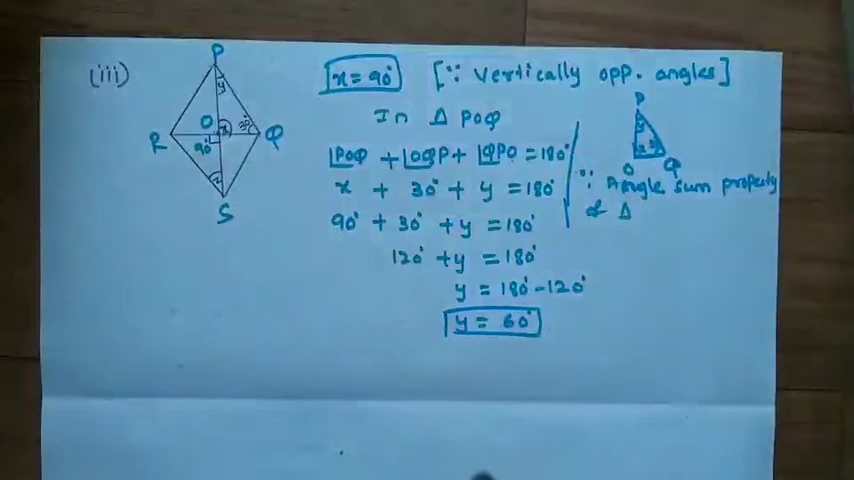 (iii)
P
y
O x 30°
R 90° Q
z
S
x = 90° [∵ Vertically opp. angles]
In Δ POQ
∠POQ + ∠OQP + ∠QPO = 180°
x + 30° + y = 180°
90° + 30° + y = 180°
120° + y = 180°
y = 180° - 120°
y = 60°
P
y
x 30°
O Q
∵ Angle sum property
of Δ